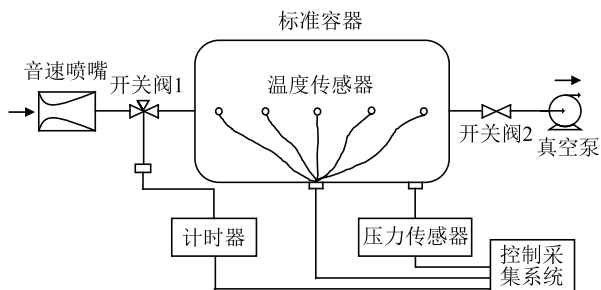 标准容器
音速喷嘴
开关阀1
温度传感器
开关阀2
真空泵
计时器
压力传感器
控制采
集系统